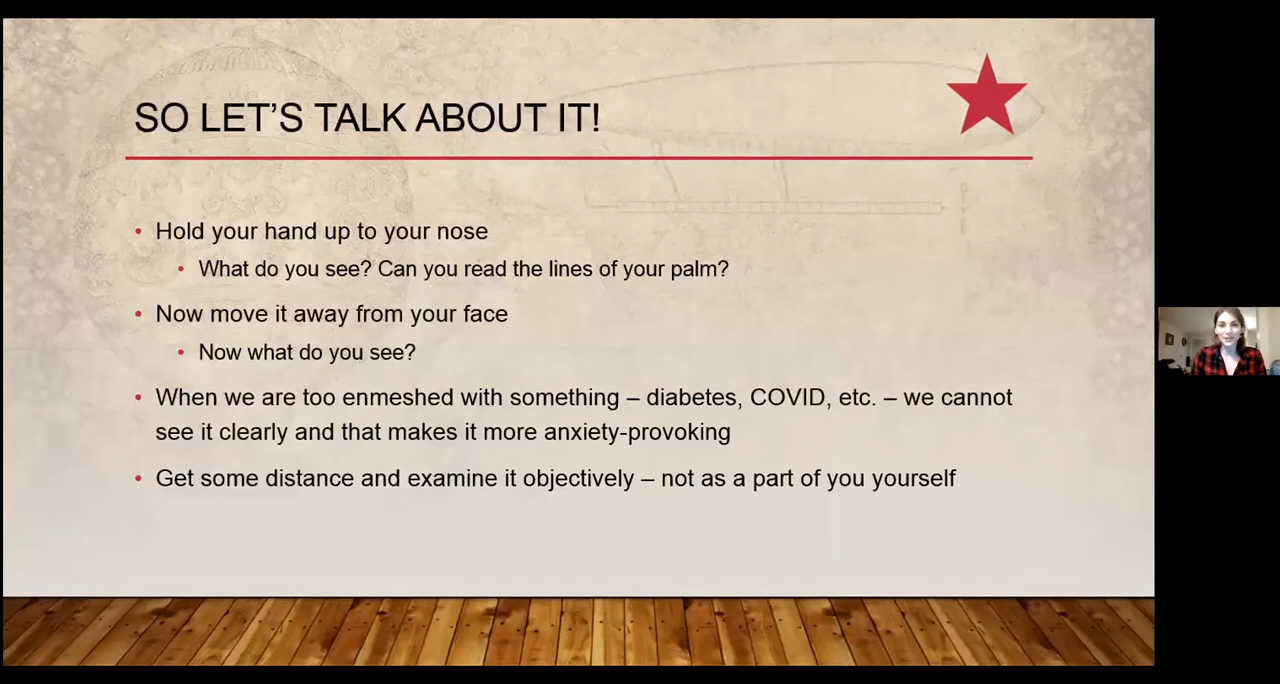 SO LET’S TALK ABOUT IT!
• Hold your hand up to your nose
• What do you see? Can you read the lines of your palm?
• Now move it away from your face
• Now what do you see?
• When we are too enmeshed with something – diabetes, COVID, etc. – we cannot
see it clearly and that makes it more anxiety-provoking
• Get some distance and examine it objectively – not as a part of you yourself